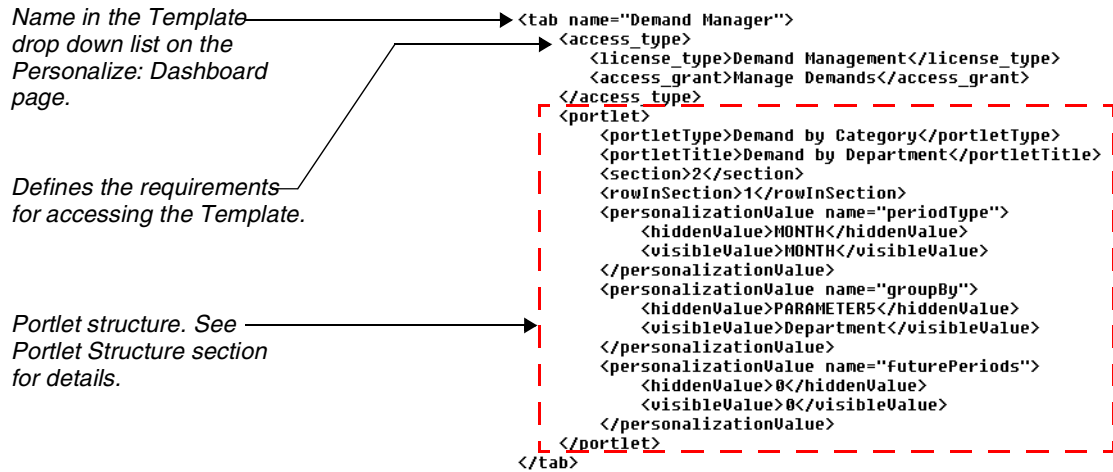 Name in the Template
drop down list on the
Personalize: Dashboard
page.
Defines the requirements
for accessing the Template.
Portlet structure. See
Portlet Structure section
for details.
<tab name="Demand Manager">
<access_type>
<license_type>Demand Management</license_type>
<access_grant>Manage Demands</access_grant>
</access_type>
<portlet>
<portletType>Demand by Category</portletType>
<portletTitle>Demand by Department</portletTitle>
<section>2</section>
<rowInSection>1</rowInSection>
<personalizationValue name="periodType">
<hiddenValue>MONTH</hiddenValue>
<visibleValue>MONTH</visibleValue>
</personalizationValue>
<personalizationValue name="groupBy">
<hiddenValue>PARAMETER5</hiddenValue>
<visibleValue>Department</visibleValue>
</personalizationValue>
<personalizationValue name="futurePeriods">
<hiddenValue>0</hiddenValue>
<visibleValue>0</visibleValue>
</personalizationValue>
</portlet>
</tab>